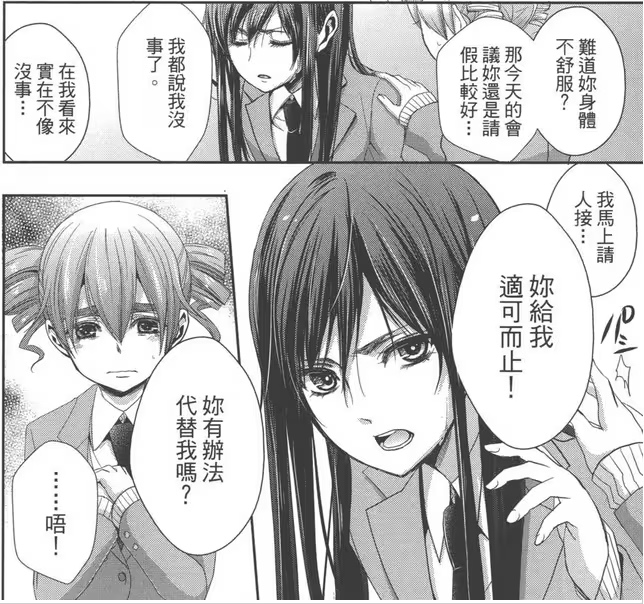 難道妳身體
不舒服?
那今天的會
議妳還是請
假比較好…
我都說我沒
事了。
在我看來
實在不像
沒事…
我馬上請
人接…
妳給我
適可而止!
パシ
妳有辦法
代替我嗎?
……唔!